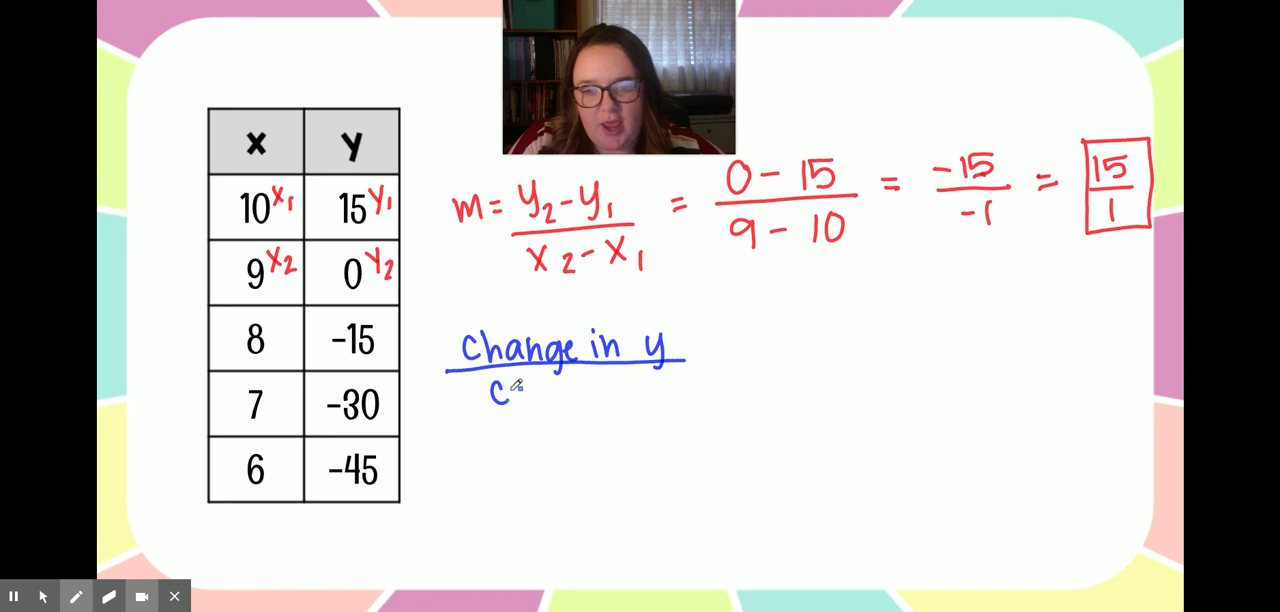 x y
10 x₁ 15 y₁
9 x₂ 0 y₂
8 -15
7 -30
6 -45
m = y₂ - y₁ / x₂ - x₁ = 0 - 15 / 9 - 10 = -15 / -1 = 15 / 1
change in y
c